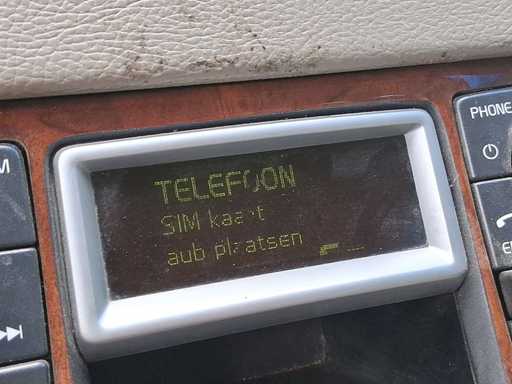 TELEFOON
SIM kaart
aub plaatsen
PHONE